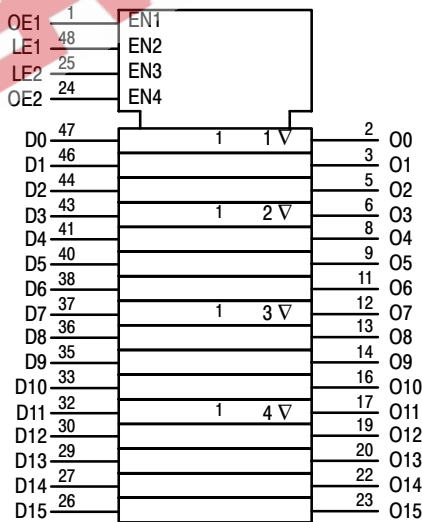 OE1 1 EN1
LE1 48 EN2
LE2 25 EN3
OE2 24 EN4
D0 47 1 1 ∇ 2 O0
D1 46 3 O1
D2 44 5 O2
D3 43 1 2 ∇ 6 O3
D4 41 8 O4
D5 40 9 O5
D6 38 11 O6
D7 37 1 3 ∇ 12 O7
D8 36 13 O8
D9 35 14 O9
D10 33 16 O10
D11 32 1 4 ∇ 17 O11
D12 30 19 O12
D13 29 20 O13
D14 27 22 O14
D15 26 23 O15